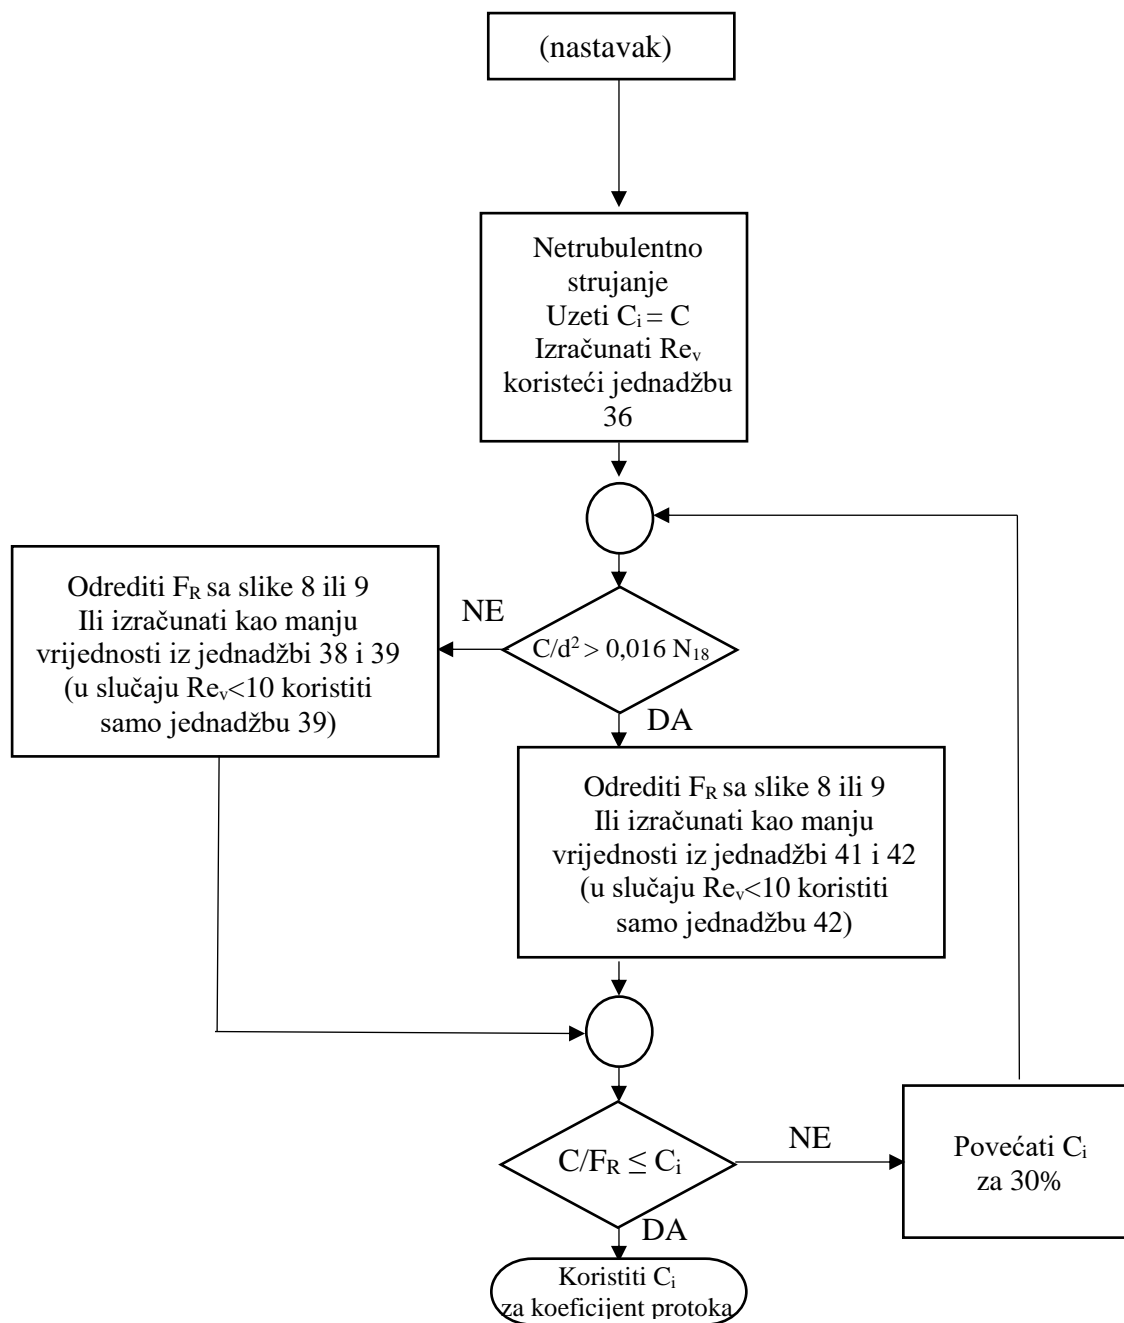 (nastavak)
Netrubulentno
strujanje
Uzeti Cᵢ = C
Izračunati Reᵥ
koristeći jednadžbu
36
Odrediti F_R sa slike 8 ili 9
Ili izračunati kao manju
vrijednosti iz jednadžbi 38 i 39
(u slučaju Reᵥ<10 koristiti
samo jednadžbu 39)
NE
C/d² > 0,016 N₁₈
DA
Odrediti F_R sa slike 8 ili 9
Ili izračunati kao manju
vrijednosti iz jednadžbi 41 i 42
(u slučaju Reᵥ<10 koristiti
samo jednadžbu 42)
C/F_R ≤ Cᵢ
NE
Povećati Cᵢ
za 30%
DA
Koristiti Cᵢ
za koeficijent protoka